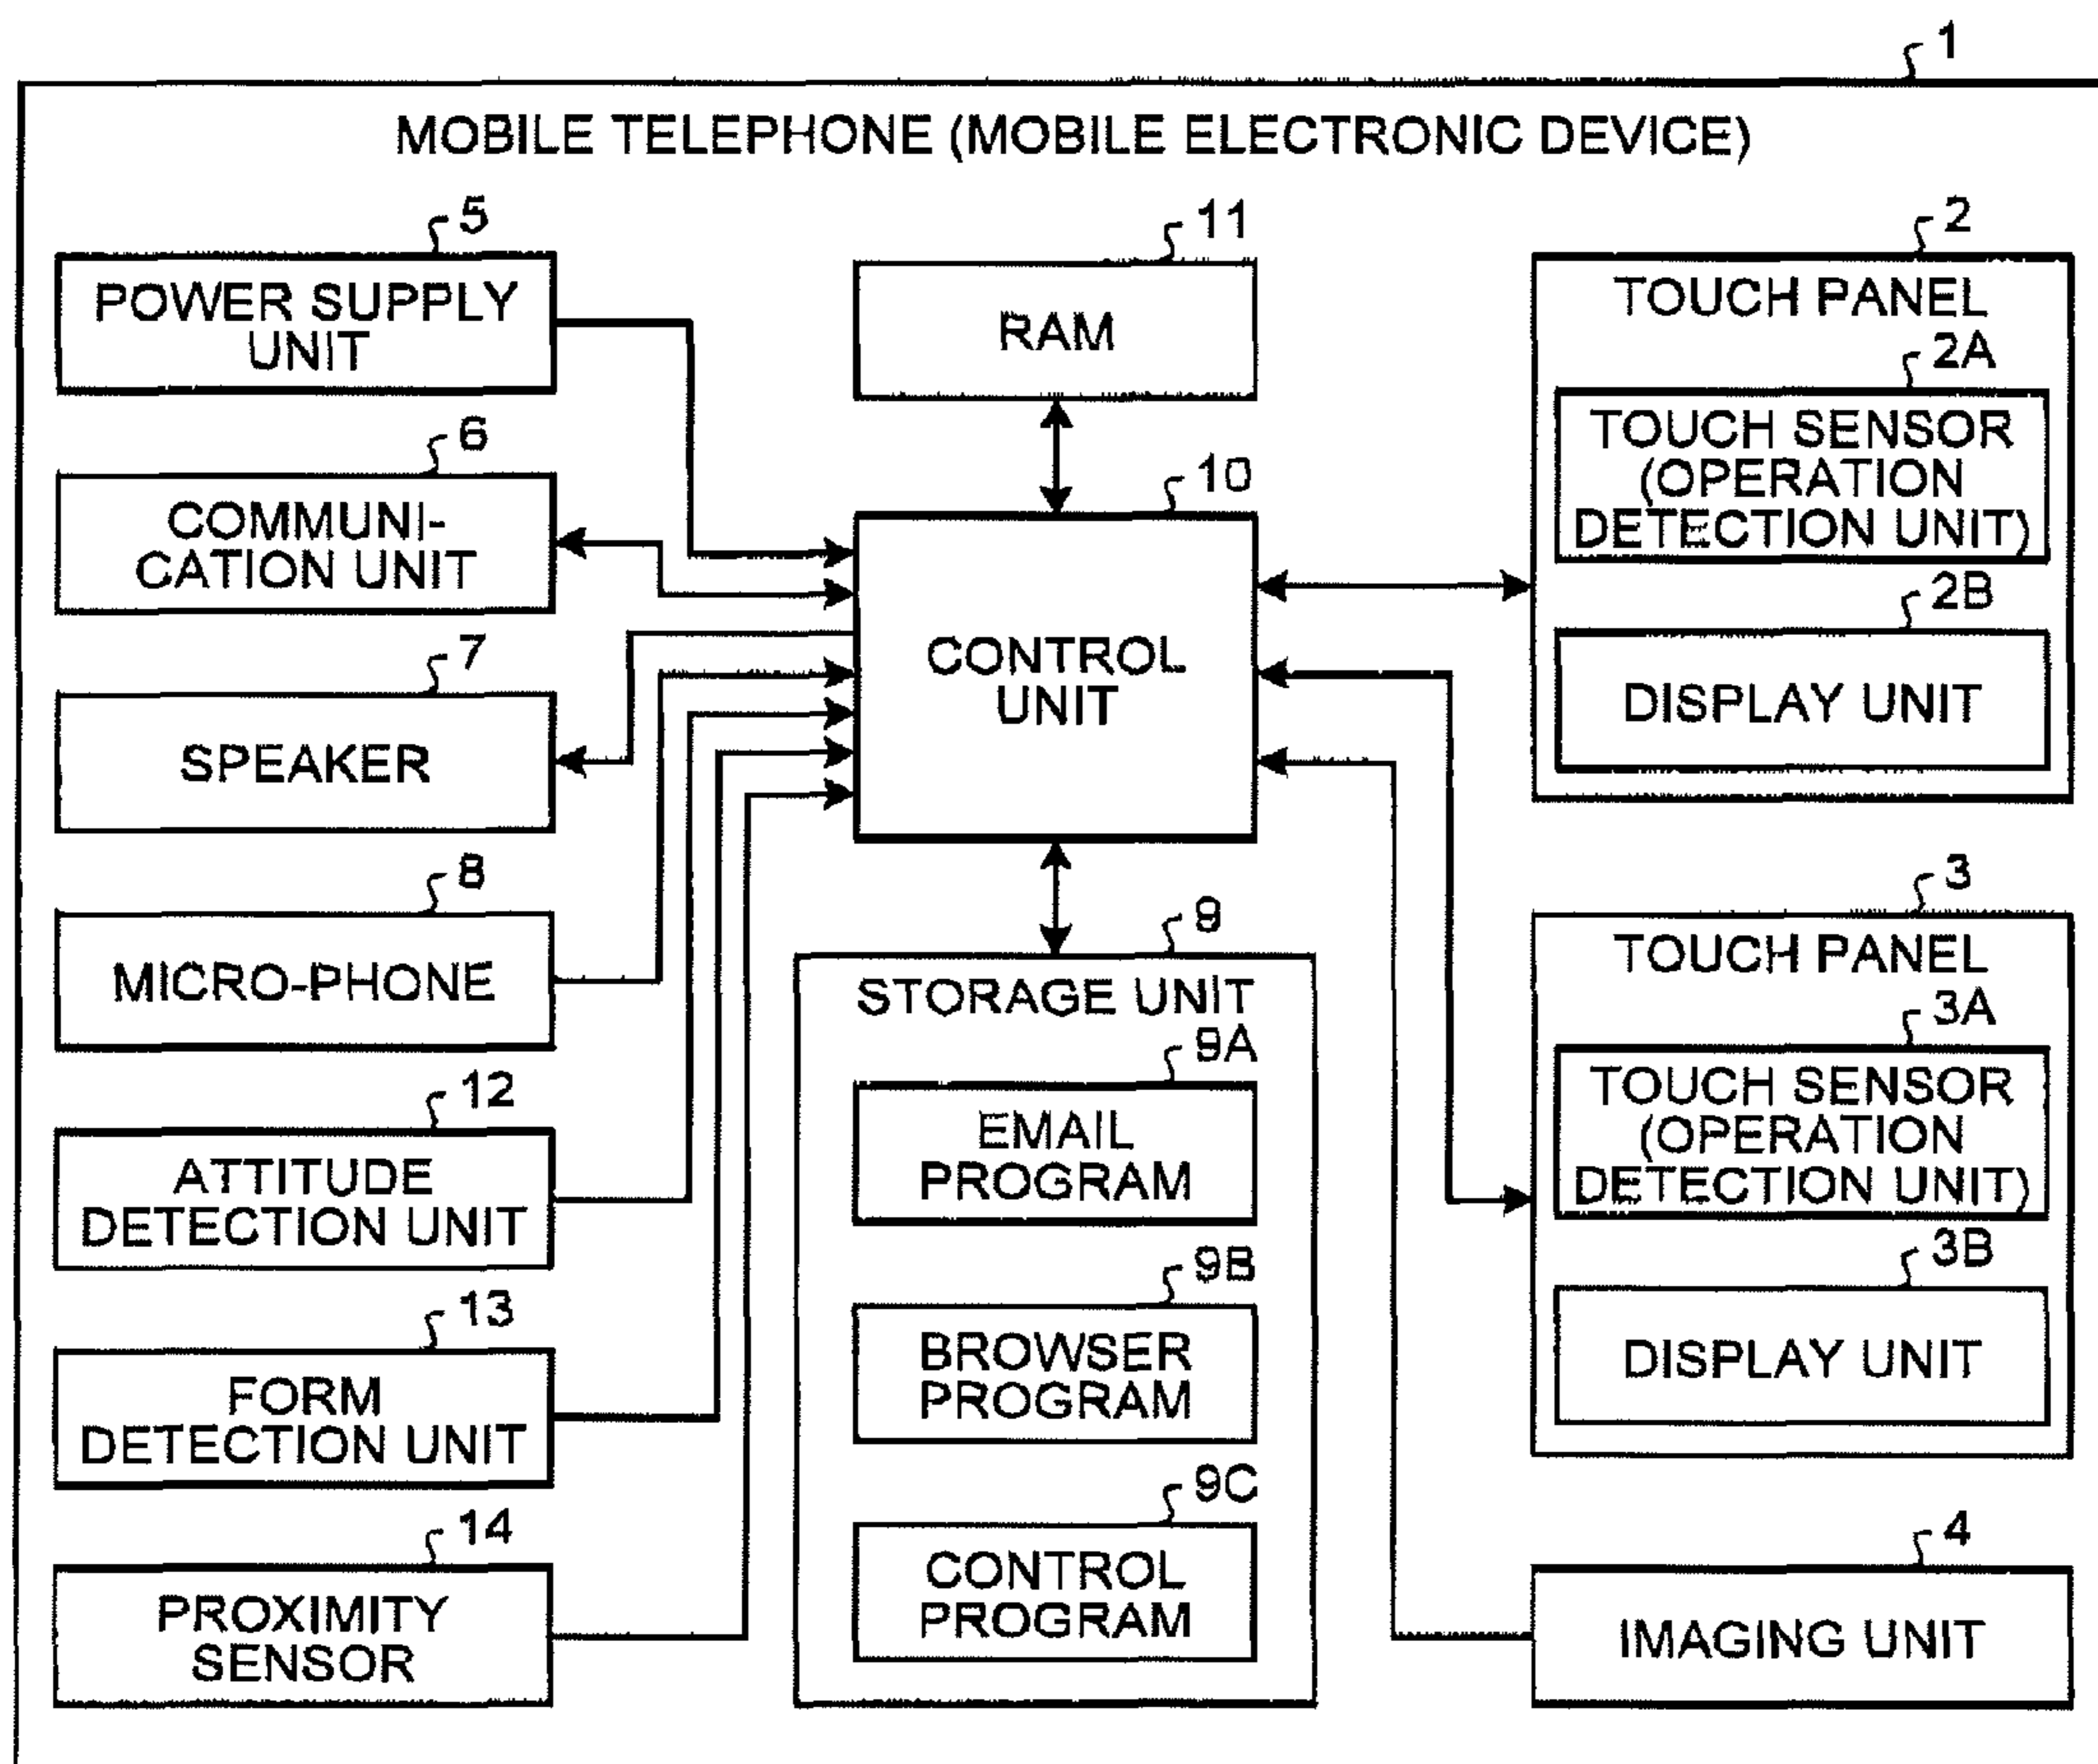 1
MOBILE TELEPHONE (MOBILE ELECTRONIC DEVICE)
5
POWER SUPPLY
UNIT
6
COMMUNI-
CATION UNIT
7
SPEAKER
8
MICRO-PHONE
12
ATTITUDE
DETECTION UNIT
13
FORM
DETECTION UNIT
14
PROXIMITY
SENSOR
11
RAM
10
CONTROL
UNIT
9
STORAGE UNIT
9A
EMAIL
PROGRAM
9B
BROWSER
PROGRAM
9C
CONTROL
PROGRAM
2
TOUCH PANEL
2A
TOUCH SENSOR
(OPERATION
DETECTION UNIT)
2B
DISPLAY UNIT
3
TOUCH PANEL
3A
TOUCH SENSOR
(OPERATION
DETECTION UNIT)
3B
DISPLAY UNIT
4
IMAGING UNIT